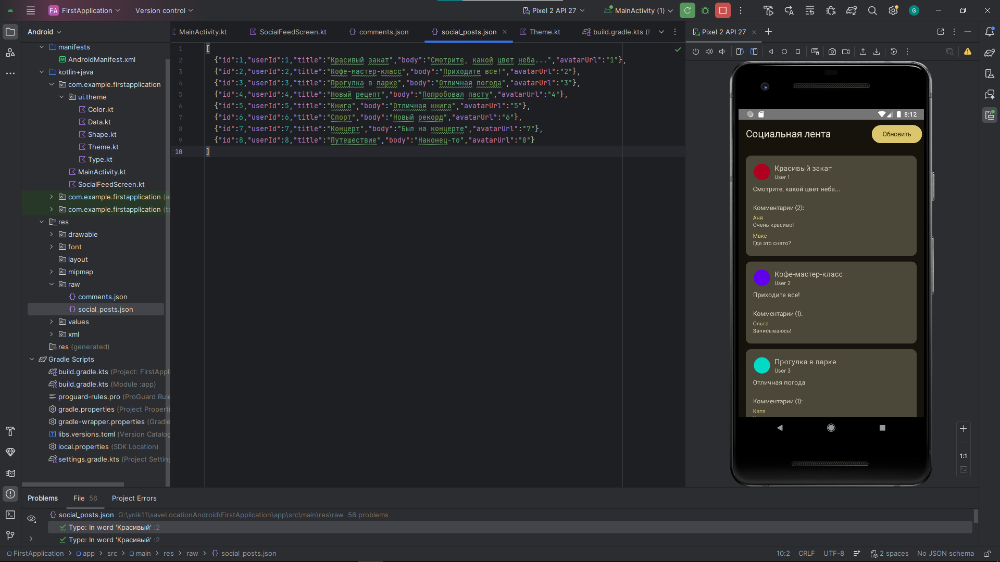 FA FirstApplication Version control Pixel 2 API 27 MainActivity (1) G
Android
manifests
AndroidManifest.xml
kotlin+java
com.example.firstapplication
ui.theme
Color.kt
Data.kt
Shape.kt
Theme.kt
Type.kt
MainActivity.kt
SocialFeedScreen.kt
com.example.firstapplication
com.example.firstapplication
res
drawable
font
layout
mipmap
raw
comments.json
social_posts.json
values
xml
res (generated)
Gradle Scripts
build.gradle.kts (Project: FirstAppli
build.gradle.kts (Module :app)
proguard-rules.pro (ProGuard Rule
gradle.properties (Project Properti
gradle-wrapper.properties (Gradle
libs.versions.toml (Version Catalog
local.properties (SDK Location)
settings.gradle.kts (Project Setting
MainActivity.kt SocialFeedScreen.kt comments.json social_posts.json Theme.kt build.gradle.kts (F
1 [
2 {"id":1,"userId":1,"title":"Красивый закат","body":"Смотрите, какой цвет неба...","avatarUrl":"1"},
3 {"id":2,"userId":2,"title":"Кофе-мастер-класс","body":"Приходите все!","avatarUrl":"2"},
4 {"id":3,"userId":3,"title":"Прогулка в парке","body":"Отличная погода","avatarUrl":"3"},
5 {"id":4,"userId":4,"title":"Новый рецепт","body":"Попробовал пасту","avatarUrl":"4"},
6 {"id":5,"userId":5,"title":"Книга","body":"Отличная книга","avatarUrl":"5"},
7 {"id":6,"userId":6,"title":"Спорт","body":"Новый рекорд","avatarUrl":"6"},
8 {"id":7,"userId":7,"title":"Концерт","body":"Был на концерте","avatarUrl":"7"},
9 {"id":8,"userId":8,"title":"Путешествие","body":"Наконец-то","avatarUrl":"8"}
10 ]
Pixel 2 API 27
8:12
Социальная лента Обновить
Красивый закат
User 1
Смотрите, какой цвет неба...
Комментарии (2):
Аня
Очень красиво!
Макс
Где это снято?
Кофе-мастер-класс
User 2
Приходите все!
Комментарии (1):
Ольга
Записываюсь!
Прогулка в парке
User 3
Отличная погода
Комментарии (1):
Катя
1:1
Problems File 56 Project Errors
social_posts.json G:\ynik11\saveLocationAndroid\FirstApplication\app\src\main\res\raw 56 problems
Typo: In word 'Красивый' :2
Typo: In word 'Красивый' :2
FirstApplication > app > src > main > res > raw > social_posts.json 10:2 CRLF UTF-8 2 spaces No JSON schema